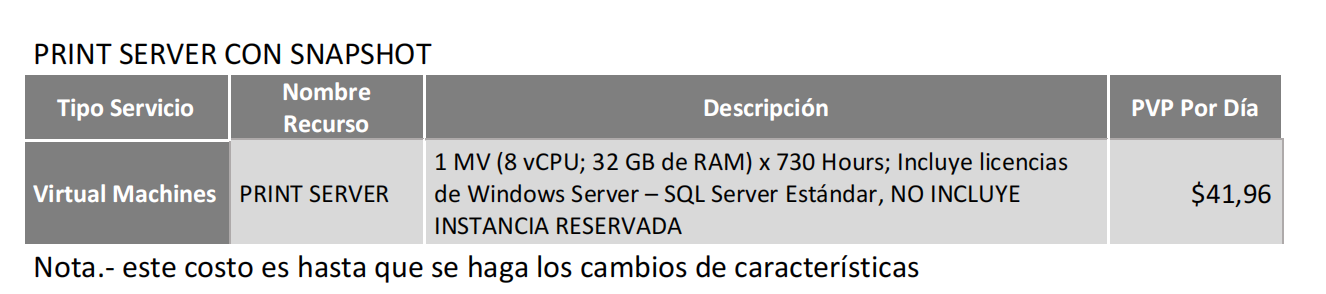 PRINT SERVER CON SNAPSHOT
Tipo Servicio
Nombre
Recurso
Descripción
PVP Por Día
Virtual Machines
PRINT SERVER
1 MV (8 vCPU; 32 GB de RAM) x 730 Hours; Incluye licencias
de Windows Server – SQL Server Estándar, NO INCLUYE
INSTANCIA RESERVADA
$41,96
Nota.- este costo es hasta que se haga los cambios de características